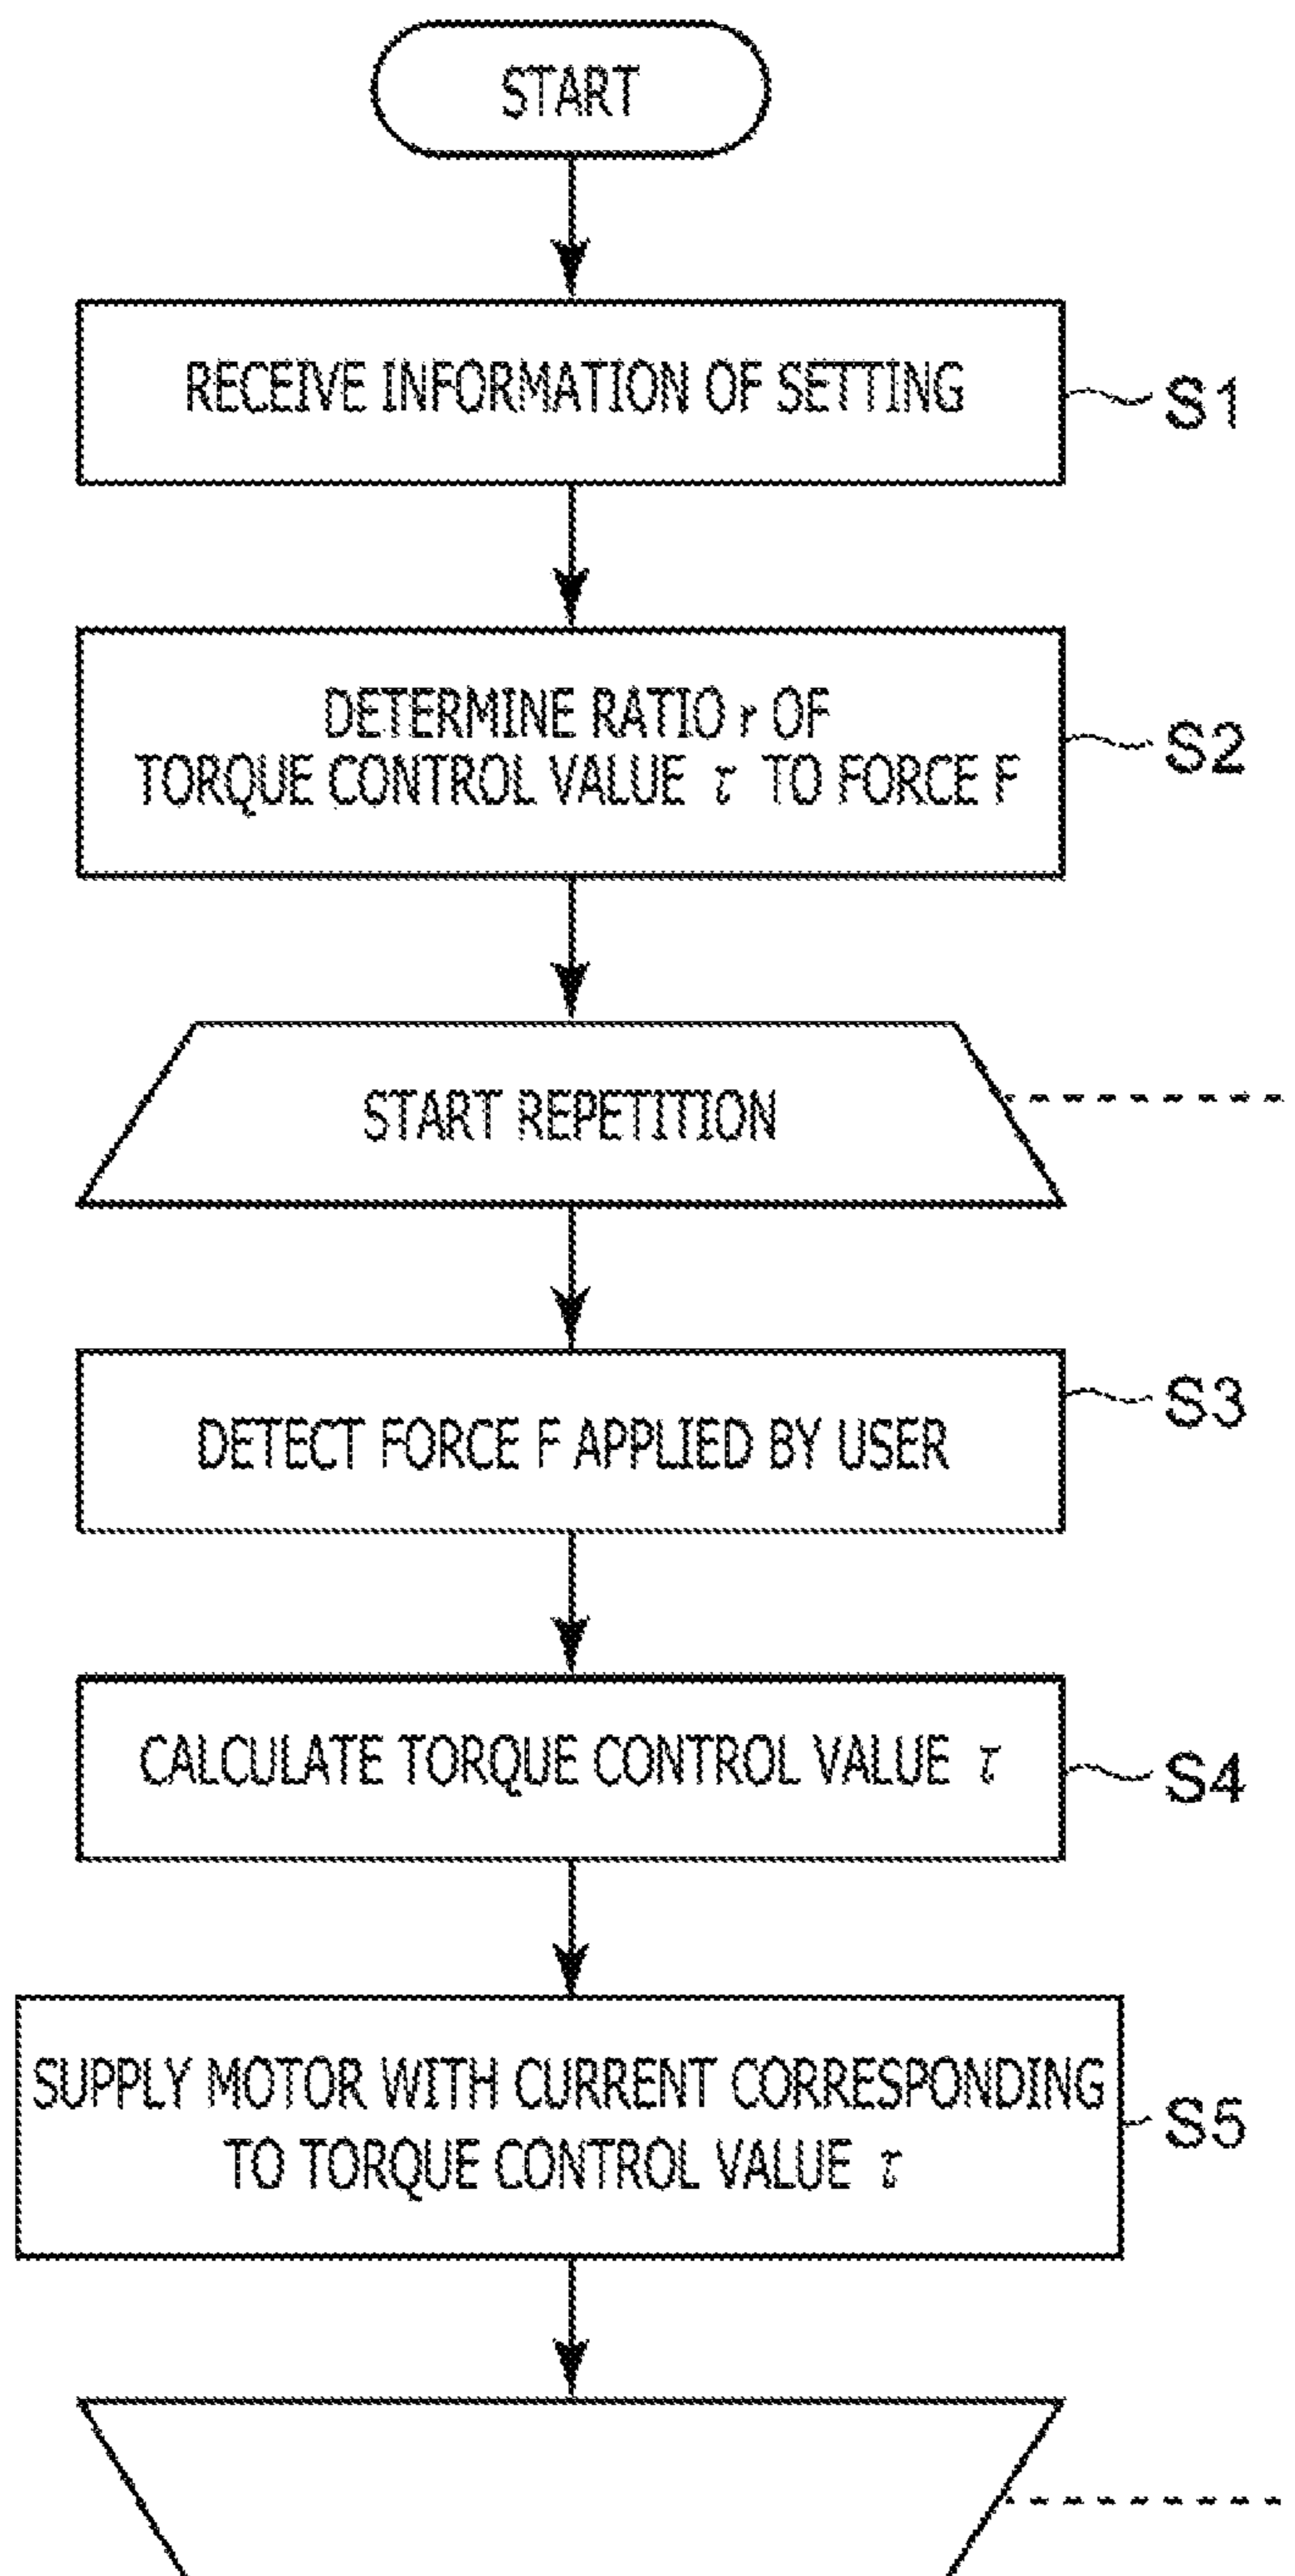 START
RECEIVE INFORMATION OF SETTING
S1
DETERMINE RATIO r OF
TORQUE CONTROL VALUE τ TO FORCE F
S2
START REPETITION
DETECT FORCE F APPLIED BY USER
S3
CALCULATE TORQUE CONTROL VALUE τ
S4
SUPPLY MOTOR WITH CURRENT CORRESPONDING
TO TORQUE CONTROL VALUE τ
S5